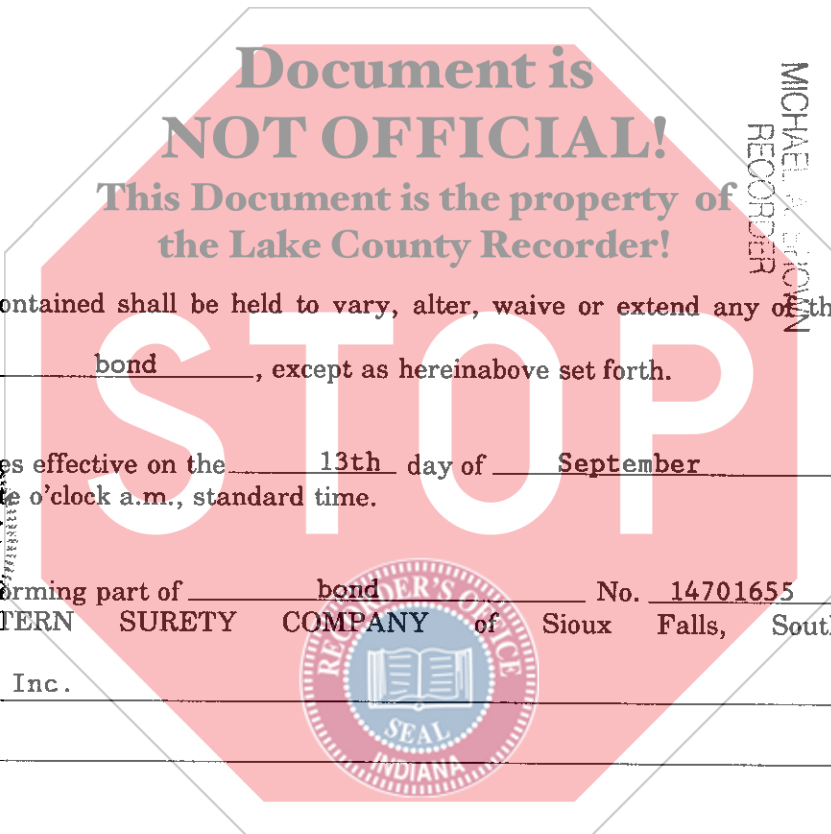 Document is
NOT OFFICIAL!
This Document is the property of
the Lake County Recorder!
MICHAEL A.
RECORDER
ontained shall be held to vary, alter, waive or extend any of th
bond, except as hereinabove set forth.
STOP
es effective on the 13th day of September
o'clock a.m., standard time.
orming part of bond No. 14701655
TERN SURETY COMPANY of Sioux Falls, South
Inc.
RECORDER'S OFFICE
SEAL
INDIANA